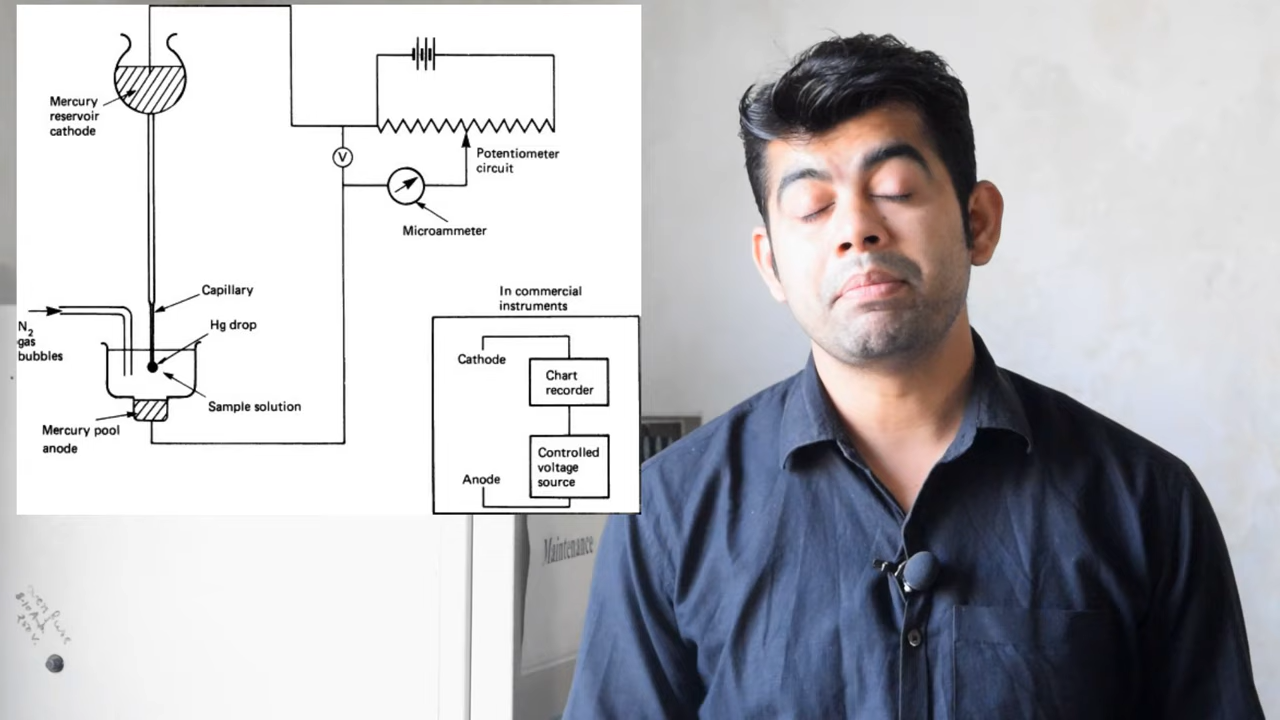 Mercury
reservoir
cathode
V
Potentiometer
circuit
Microammeter
Capillary
Hg drop
N2
gas
bubbles
Sample solution
Mercury pool
anode
In commercial
instruments
Cathode
Chart
recorder
Controlled
voltage
source
Anode
Maintenance